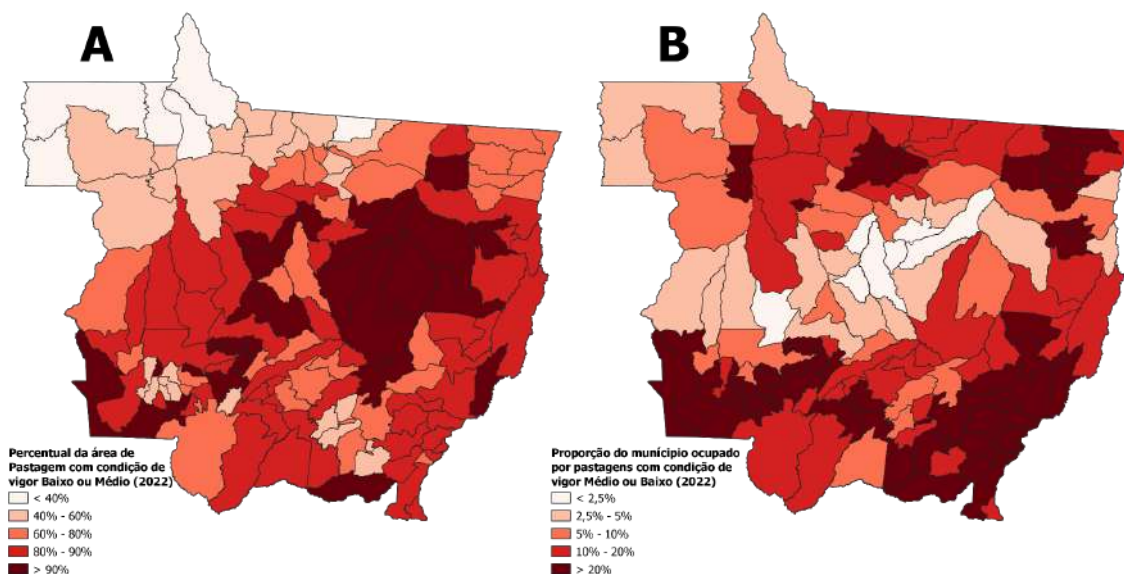 A
B
Percentual da área de
Pastagem com condição de
vigor Baixo ou Médio (2022)
< 40%
40% - 60%
60% - 80%
80% - 90%
> 90%
Proporção do município ocupado
por pastagens com condição de
vigor Médio ou Baixo (2022)
< 2,5%
2,5% - 5%
5% - 10%
10% - 20%
> 20%